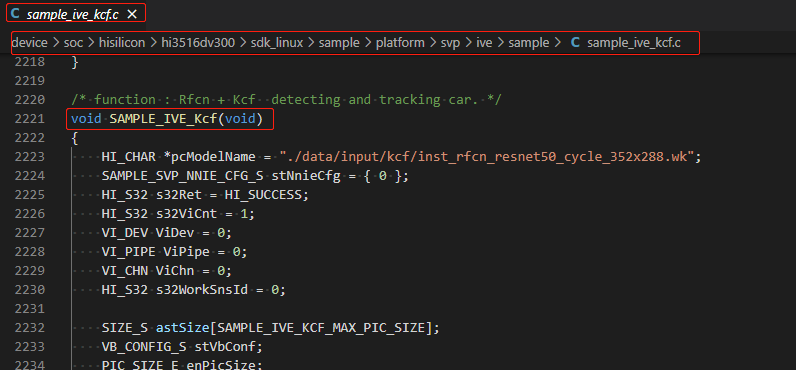 C sample_ive_kcf.c ×
device > soc > hisilicon > hi3516dv300 > sdk_linux > sample > platform > svp > ive > sample > C sample_ive_kcf.c
2218 }
2219
2220 /* function : Rfcn + Kcf  detecting and tracking car. */
2221 void SAMPLE_IVE_Kcf(void)
2222 {
2223     HI_CHAR *pcModelName = "./data/input/kcf/inst_rfcn_resnet50_cycle_352x288.wk";
2224     SAMPLE_SVP_NNIE_CFG_S stNnieCfg = { 0 };
2225     HI_S32 s32Ret = HI_SUCCESS;
2226     HI_S32 s32ViCnt = 1;
2227     VI_DEV ViDev = 0;
2228     VI_PIPE ViPipe = 0;
2229     VI_CHN ViChn = 0;
2230     HI_S32 s32WorkSnsId = 0;
2231
2232     SIZE_S astSize[SAMPLE_IVE_KCF_MAX_PIC_SIZE];
2233     VB_CONFIG_S stVbConf;
2234     PIC_SIZE_E enPicSize;